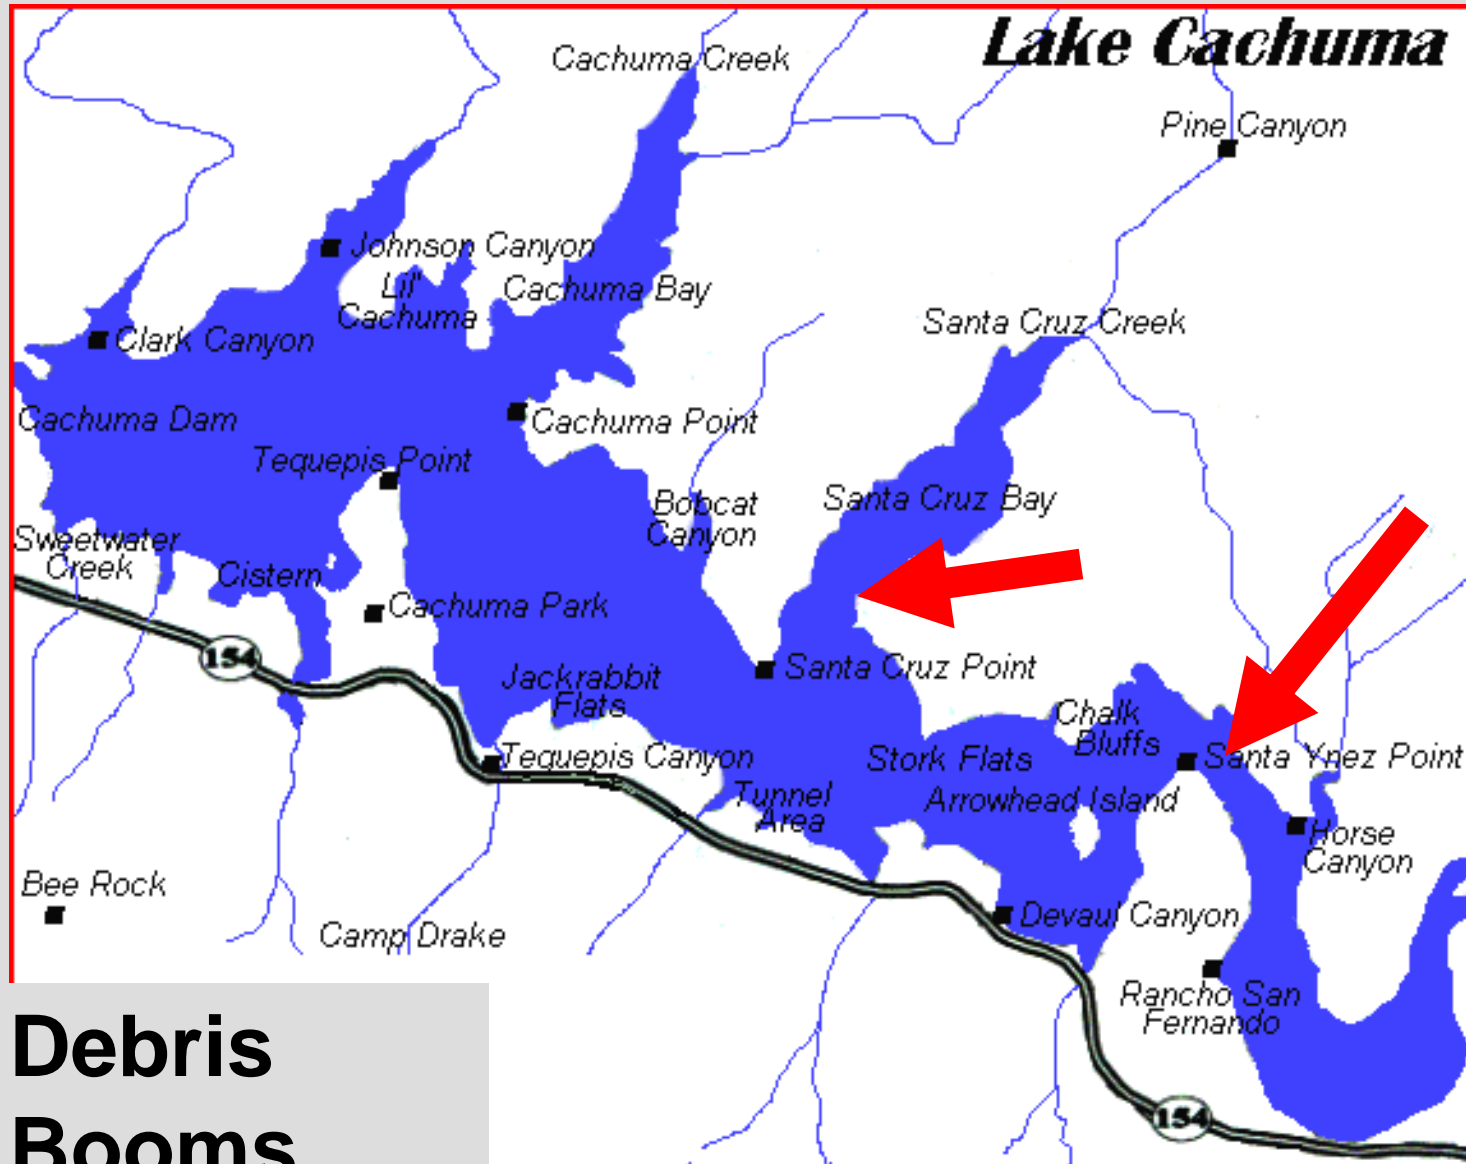 Lake Cachuma
Cachuma Creek
Pine Canyon
Johnson Canyon
Lil'
Cachuma
Cachuma Bay
Santa Cruz Creek
Clark Canyon
Cachuma Dam
Cachuma Point
Tequepis Point
Bobcat
Canyon
Santa Cruz Bay
Sweetwater
Creek
Cistern
Cachuma Park
154
Santa Cruz Point
Jackrabbit
Flats
Chalk
Bluffs
Tequepis Canyon
Stork Flats
Santa Ynez Point
Tunnel
Area
Arrowhead Island
Horse
Canyon
Bee Rock
Camp Drake
Devaul Canyon
Rancho San
Fernando
154
Debris
Booms